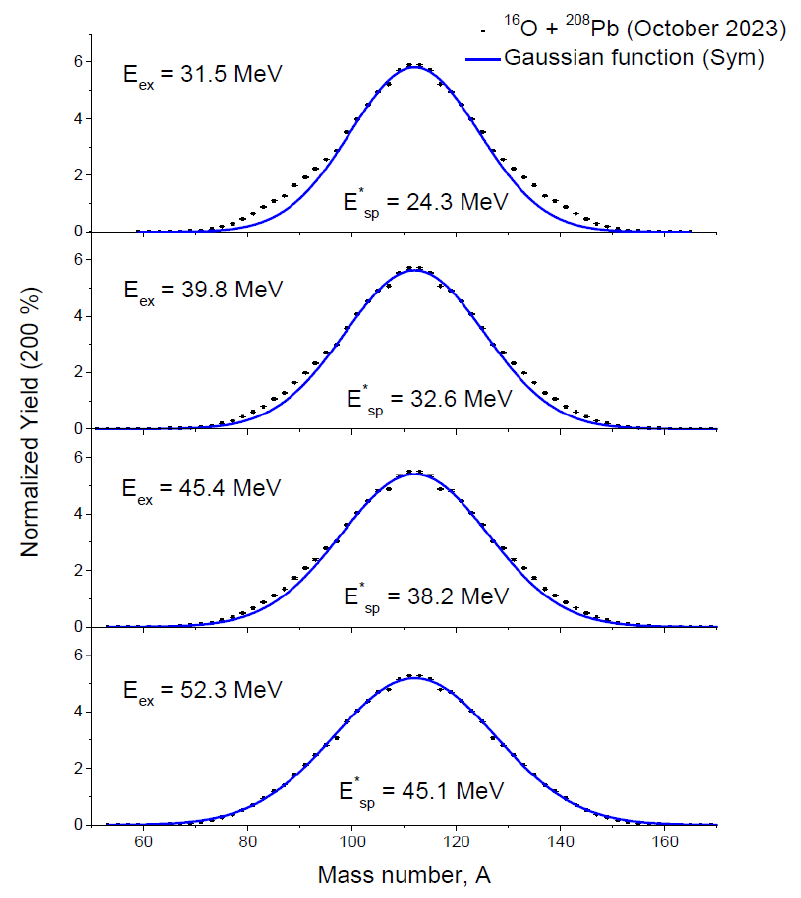 ¹⁶O + ²⁰⁸Pb (October 2023)
Gaussian function (Sym)
Normalized Yield (200 %)
6
4
2
0
E_ex = 31.5 MeV
E*_sp = 24.3 MeV
6
4
2
0
E_ex = 39.8 MeV
E*_sp = 32.6 MeV
6
4
2
0
E_ex = 45.4 MeV
E*_sp = 38.2 MeV
6
4
2
0
E_ex = 52.3 MeV
E*_sp = 45.1 MeV
60 80 100 120 140 160
Mass number, A